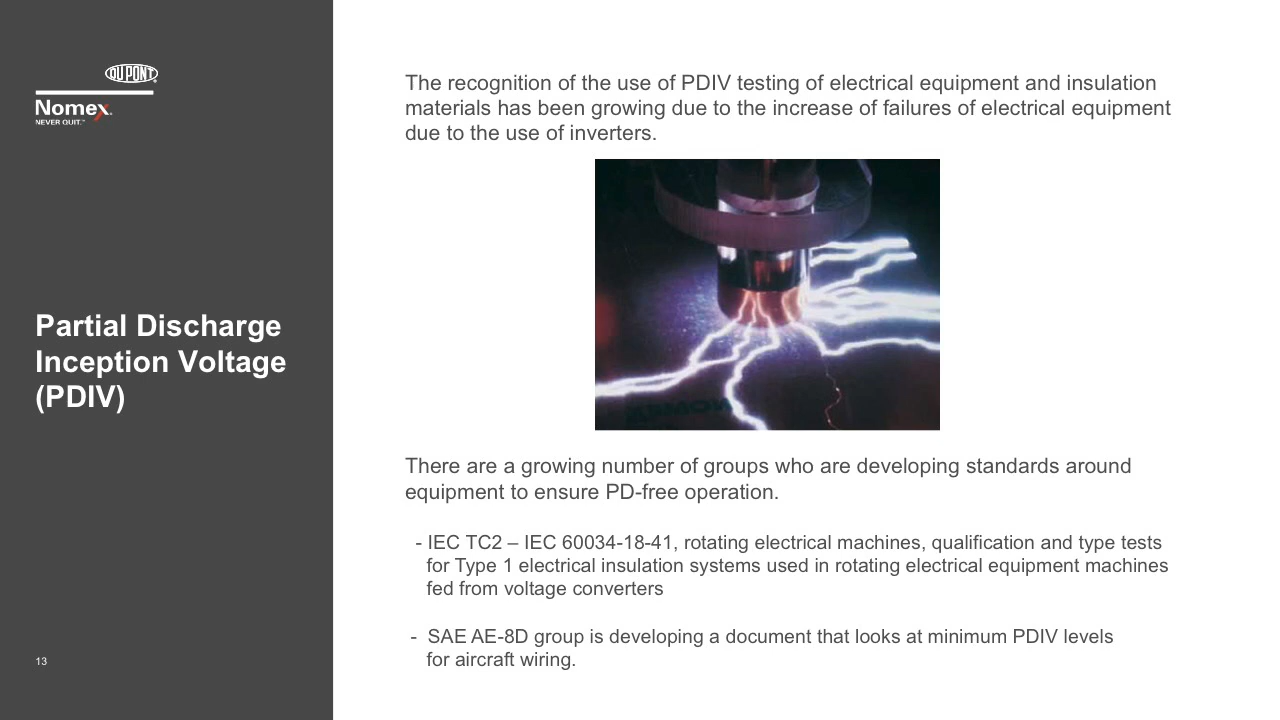 DU PONT
Nomex
NEVER QUIT.™
Partial Discharge
Inception Voltage
(PDIV)
13
The recognition of the use of PDIV testing of electrical equipment and insulation
materials has been growing due to the increase of failures of electrical equipment
due to the use of inverters.
NOMEX
There are a growing number of groups who are developing standards around
equipment to ensure PD-free operation.
- IEC TC2 – IEC 60034-18-41, rotating electrical machines, qualification and type tests
for Type 1 electrical insulation systems used in rotating electrical equipment machines
fed from voltage converters
- SAE AE-8D group is developing a document that looks at minimum PDIV levels
for aircraft wiring.